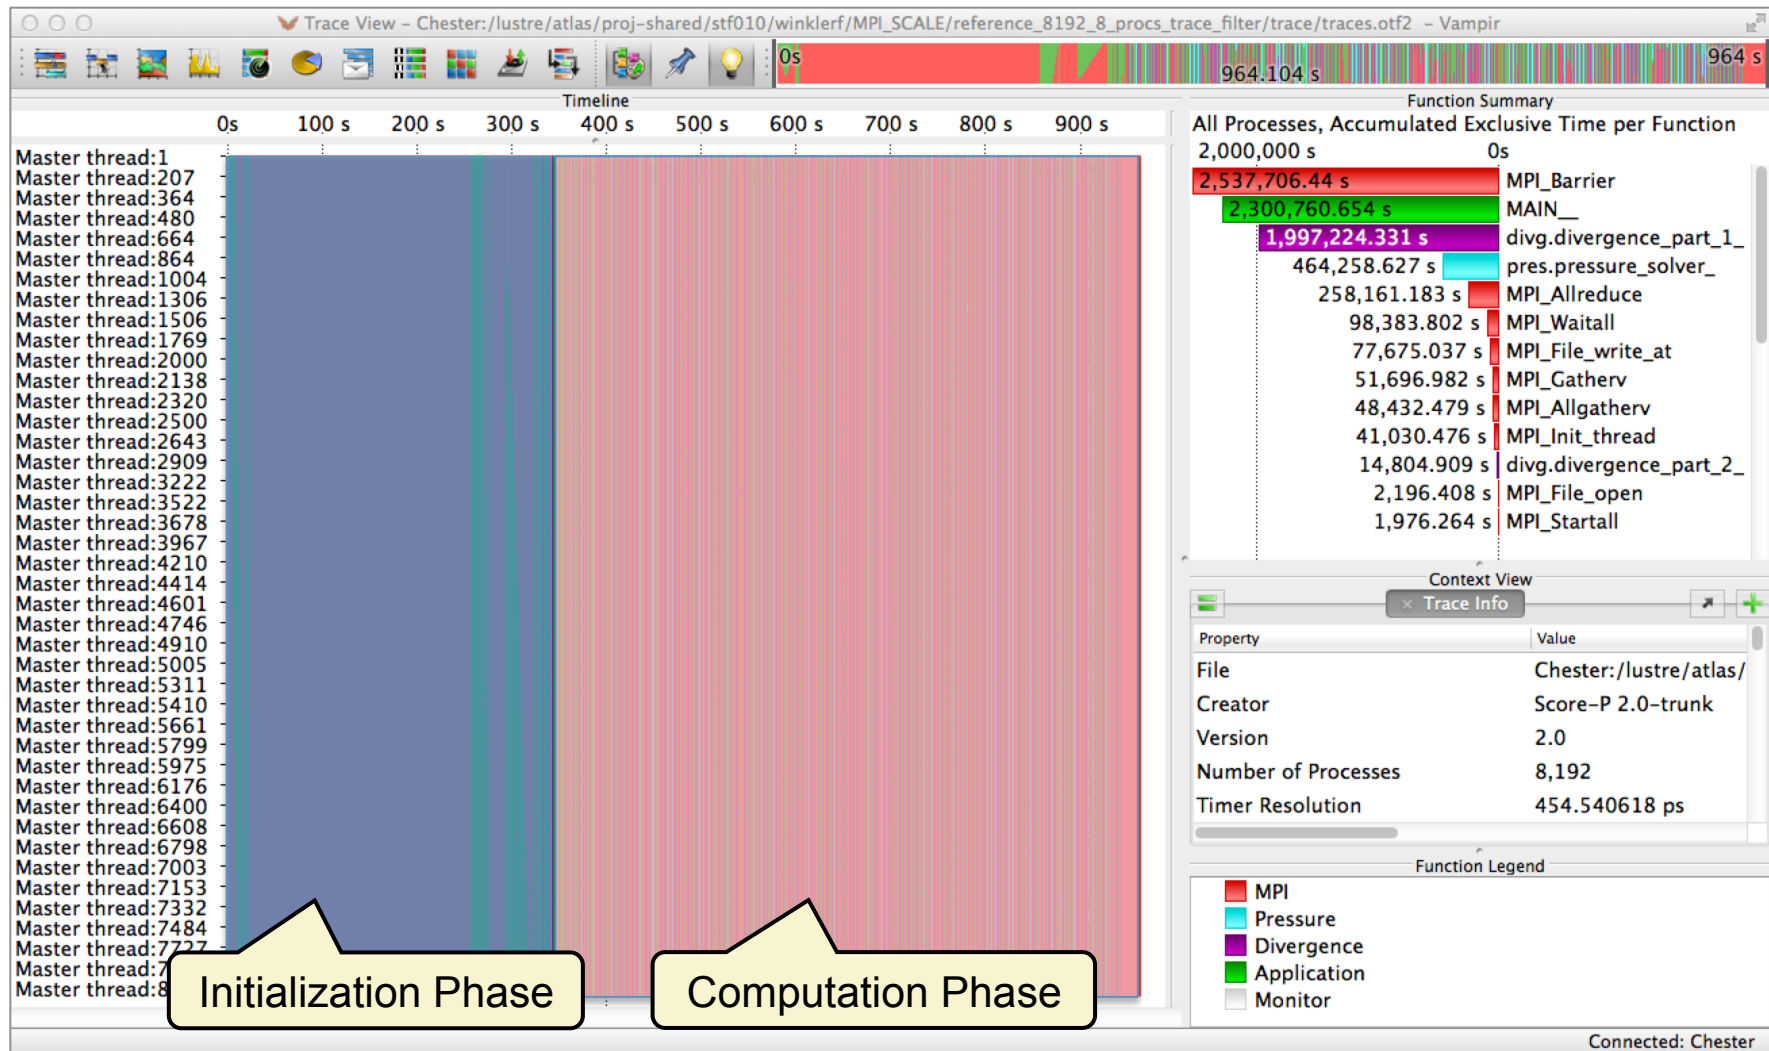 Trace View – Chester:/lustre/atlas/proj-shared/stf010/winklerf/MPI_SCALE/reference_8192_8_procs_trace_filter/trace/traces.otf2 – Vampir
0s
964.104 s
964 s
Timeline
0s 100 s 200 s 300 s 400 s 500 s 600 s 700 s 800 s 900 s
Master thread:1
Master thread:207
Master thread:364
Master thread:480
Master thread:664
Master thread:864
Master thread:1004
Master thread:1306
Master thread:1506
Master thread:1769
Master thread:2000
Master thread:2138
Master thread:2320
Master thread:2500
Master thread:2643
Master thread:2909
Master thread:3222
Master thread:3522
Master thread:3678
Master thread:3967
Master thread:4210
Master thread:4414
Master thread:4601
Master thread:4746
Master thread:4910
Master thread:5005
Master thread:5311
Master thread:5410
Master thread:5661
Master thread:5799
Master thread:5975
Master thread:6176
Master thread:6400
Master thread:6608
Master thread:6798
Master thread:7003
Master thread:7153
Master thread:7332
Master thread:7484
Master thread:7727
Master thread:7
Master thread:8
Initialization Phase
Computation Phase
Function Summary
All Processes, Accumulated Exclusive Time per Function
2,000,000 s 0s
2,537,706.44 s MPI_Barrier
2,300,760.654 s MAIN__
1,997,224.331 s divg.divergence_part_1_
464,258.627 s pres.pressure_solver_
258,161.183 s MPI_Allreduce
98,383.802 s MPI_Waitall
77,675.037 s MPI_File_write_at
51,696.982 s MPI_Gatherv
48,432.479 s MPI_Allgatherv
41,030.476 s MPI_Init_thread
14,804.909 s divg.divergence_part_2_
2,196.408 s MPI_File_open
1,976.264 s MPI_Startall
Context View
Trace Info
Property Value
File Chester:/lustre/atlas/
Creator Score-P 2.0-trunk
Version 2.0
Number of Processes 8,192
Timer Resolution 454.540618 ps
Function Legend
MPI
Pressure
Divergence
Application
Monitor
Connected: Chester